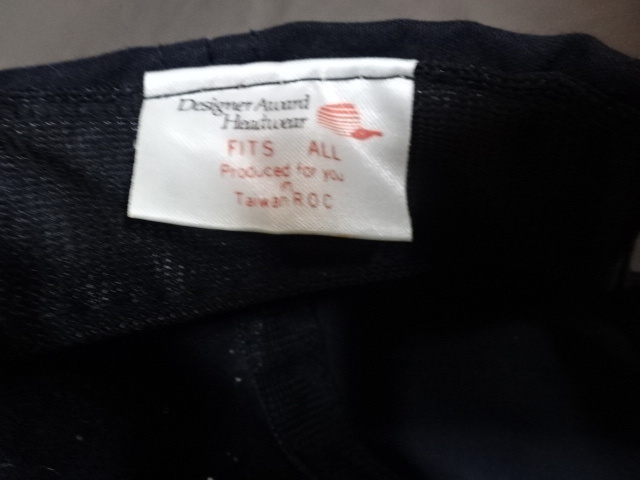 Designer Award
Headwear
FITS ALL
Produced for you
in
Taiwan R O C